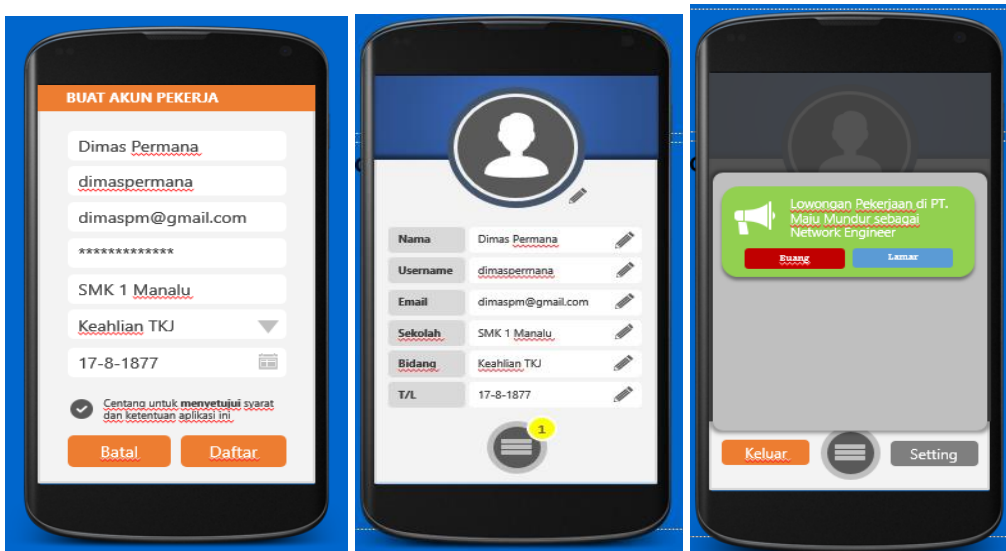 BUAT AKUN PEKERJA
Dimas Permana
dimaspermana
dimaspm@gmail.com
*************
SMK 1 Manalu
Keahlian TKJ
17-8-1877
Centang untuk menyetujui syarat
dan ketentuan aplikasi ini
Batal Daftar
Nama Dimas Permana
Username dimaspermana
Email dimaspm@gmail.com
Sekolah SMK 1 Manalu
Bidang Keahlian TKJ
T/L 17-8-1877
1
Lowongan Pekerjaan di PT.
Maju Mundur sebagai
Network Engineer
Buang Lamar
Keluar Setting